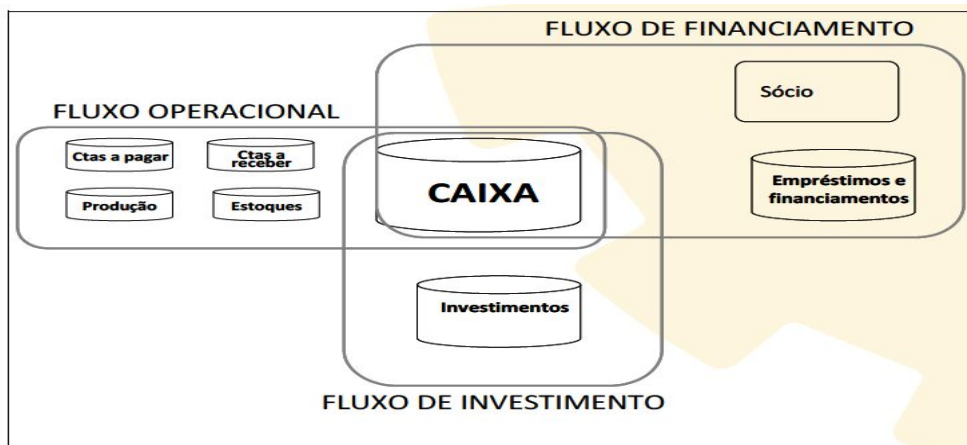 FLUXO DE FINANCIAMENTO
Sócio
FLUXO OPERACIONAL
Ctas a pagar
Ctas a
receber
CAIXA
Empréstimos e
financiamentos
Produção
Estoques
Investimentos
FLUXO DE INVESTIMENTO